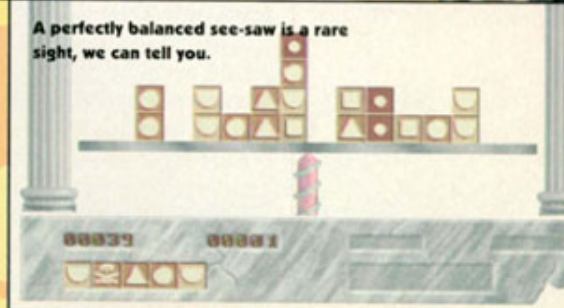 A perfectly balanced see-saw is a rare
sight, we can tell you.
00039 00001